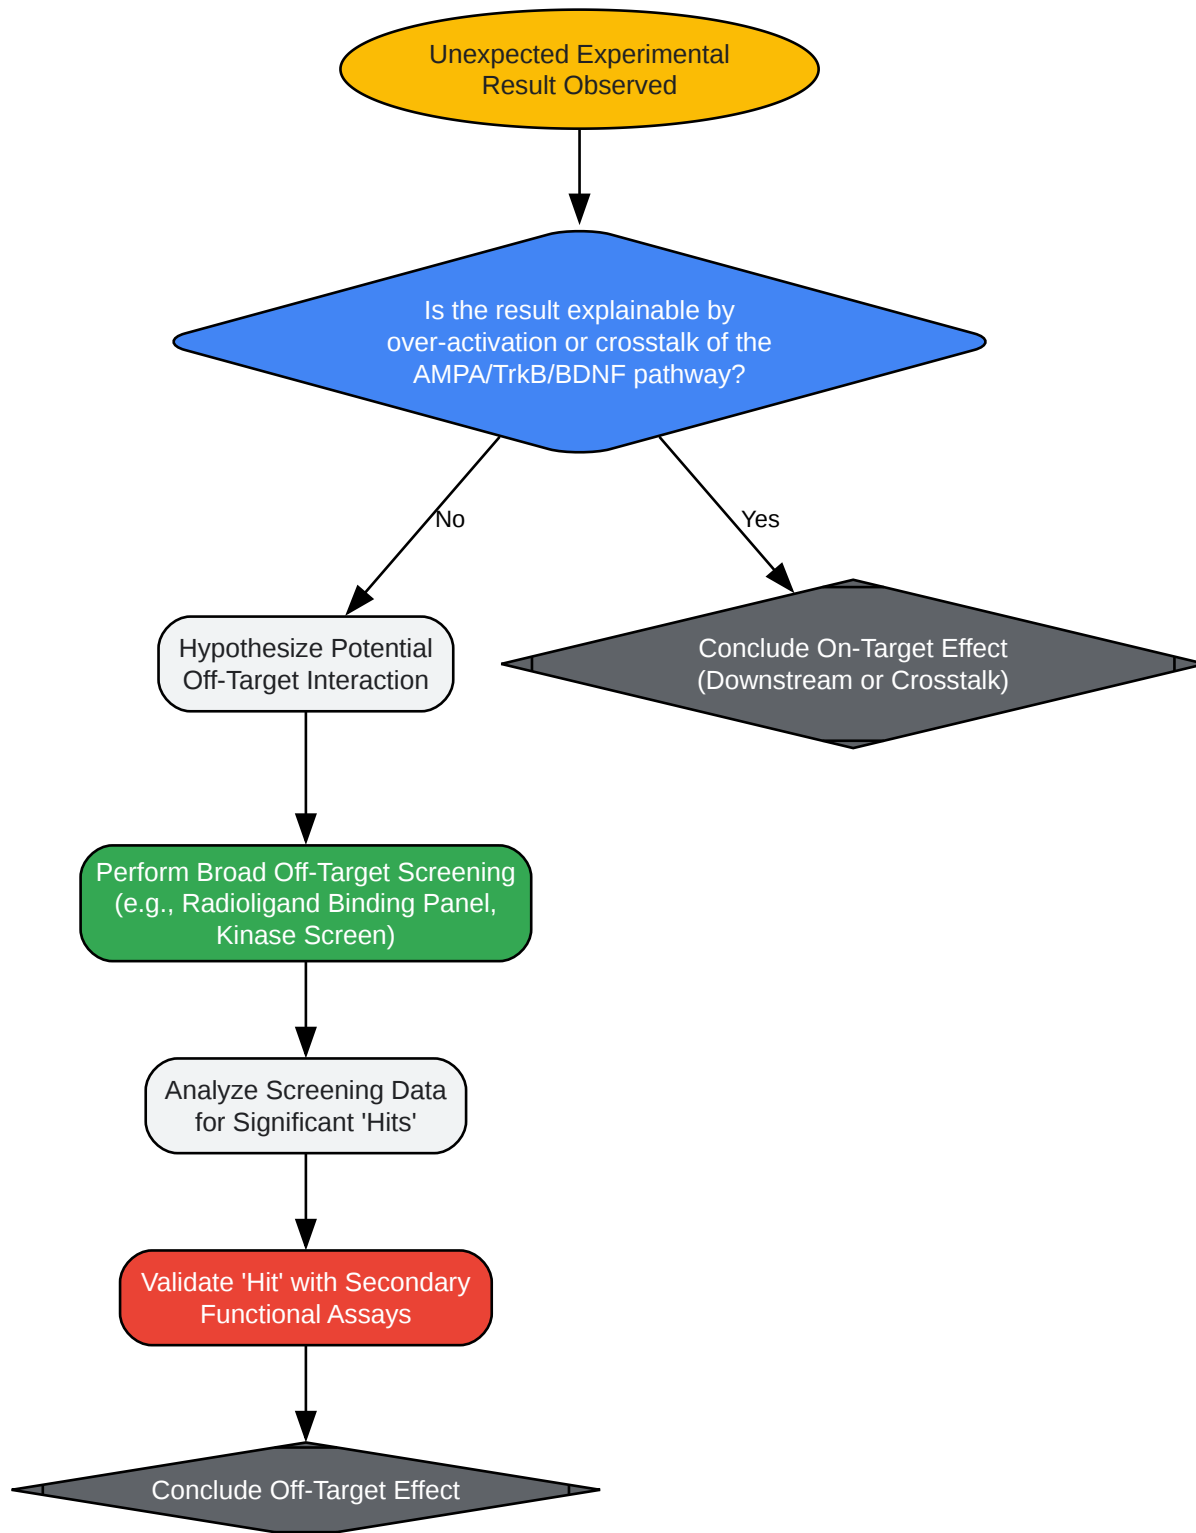 Unexpected Experimental
Result Observed
Is the result explainable by
over-activation or crosstalk of the
AMPA/TrkB/BDNF pathway?
No
Yes
Hypothesize Potential
Off-Target Interaction
Conclude On-Target Effect
(Downstream or Crosstalk)
Perform Broad Off-Target Screening
(e.g., Radioligand Binding Panel,
Kinase Screen)
Analyze Screening Data
for Significant 'Hits'
Validate 'Hit' with Secondary
Functional Assays
Conclude Off-Target Effect